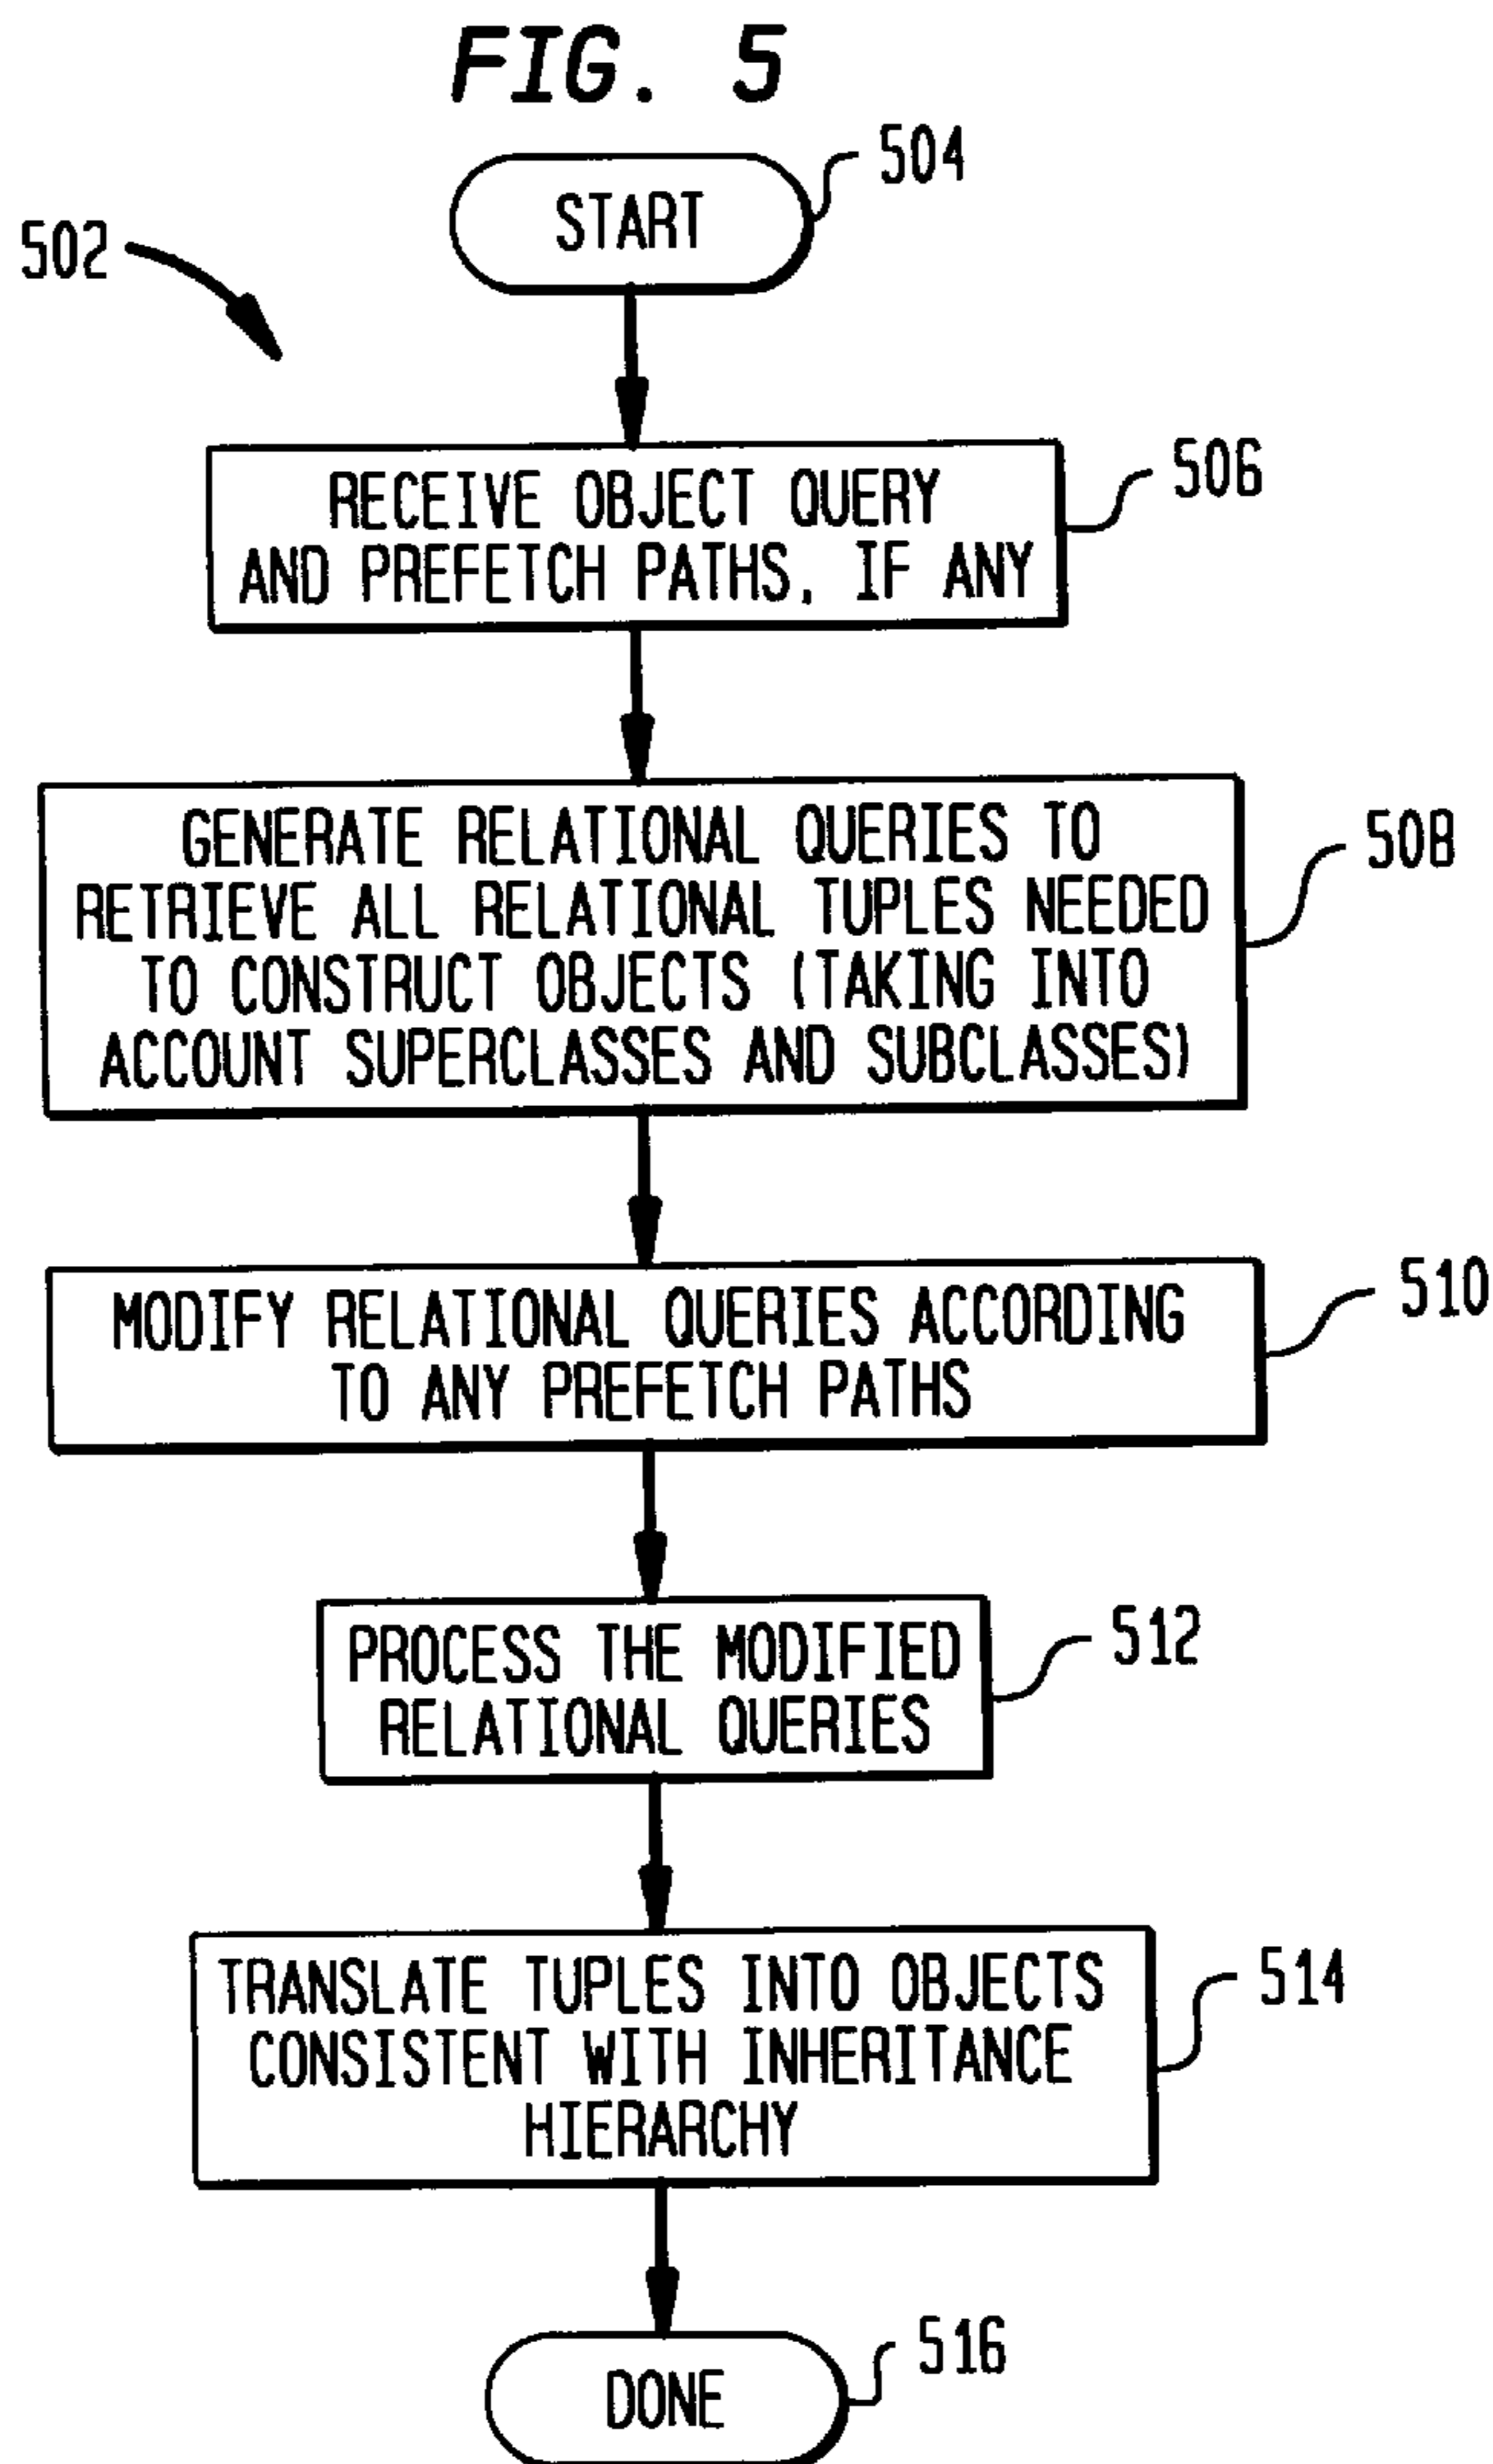 FIG. 5
504
START
502
506
RECEIVE OBJECT QUERY
AND PREFETCH PATHS, IF ANY
508
GENERATE RELATIONAL QUERIES TO
RETRIEVE ALL RELATIONAL TUPLES NEEDED
TO CONSTRUCT OBJECTS (TAKING INTO
ACCOUNT SUPERCLASSES AND SUBCLASSES)
510
MODIFY RELATIONAL QUERIES ACCORDING
TO ANY PREFETCH PATHS
512
PROCESS THE MODIFIED
RELATIONAL QUERIES
514
TRANSLATE TUPLES INTO OBJECTS
CONSISTENT WITH INHERITANCE
HIERARCHY
516
DONE